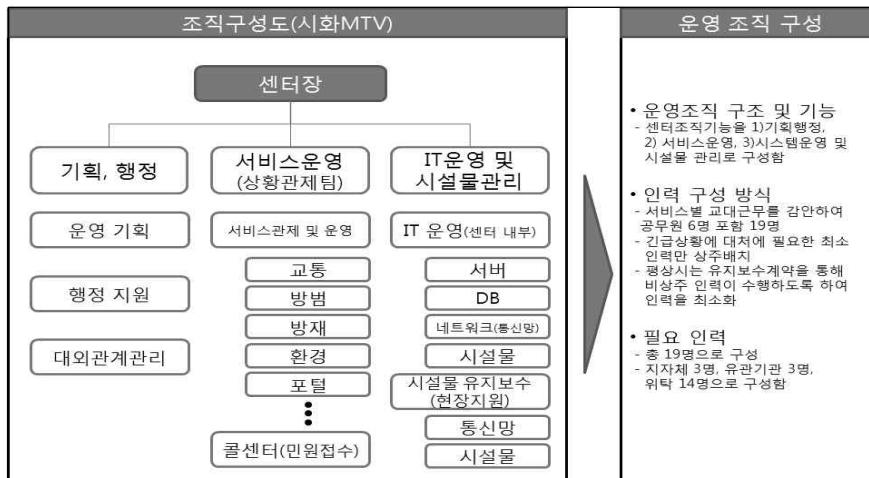 조직구성도(시화MTV)
센터장
기획, 행정
운영 기획
행정 지원
대외관계관리
서비스운영
(상황관제팀)
서비스관제 및 운영
교통
방범
방재
환경
포털
콜센터(민원접수)
IT운영 및
시설물관리
IT 운영(센터 내부)
서버
DB
네트워크(통신망)
시설물
시설물 유지보수
(현장지원)
통신망
시설물
운영 조직 구성
• 운영조직 구조 및 기능
- 센터조직기능을 1)기획행정,
2) 서비스운영, 3)시스템운영 및
시설물 관리로 구성함
• 인력 구성 방식
- 서비스별 교대근무를 감안하여
공무원 6명 포함 19명
- 긴급상황에 대처에 필요한 최소
인력만 상주배치
- 평상시는 유지보수계약을 통해
비상주 인력이 수행하도록 하여
인력을 최소화
• 필요 인력
- 총 19명으로 구성
- 지자체 3명, 유관기관 3명,
위탁 14명으로 구성함